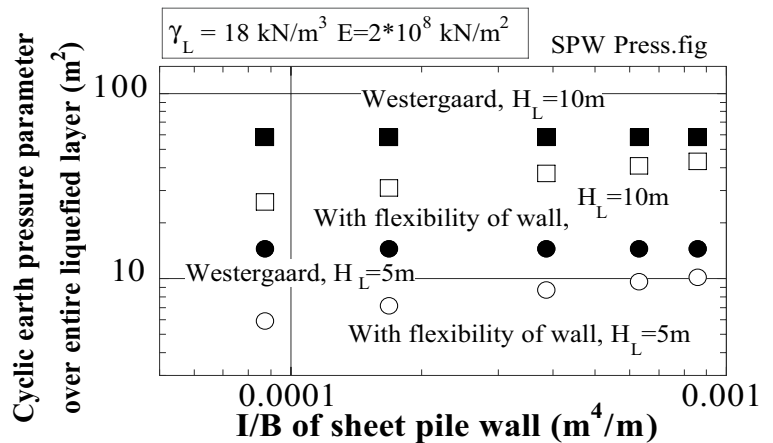 γL = 18 kN/m3 E=2*10^8 kN/m2
SPW Press.fig
Cyclic earth pressure parameter
over entire liquefied layer (m2)
100
Westergaard, HL=10m
HL=10m
With flexibility of wall,
Westergaard, HL=5m
10
With flexibility of wall, HL=5m
0.0001
0.001
I/B of sheet pile wall (m4/m)